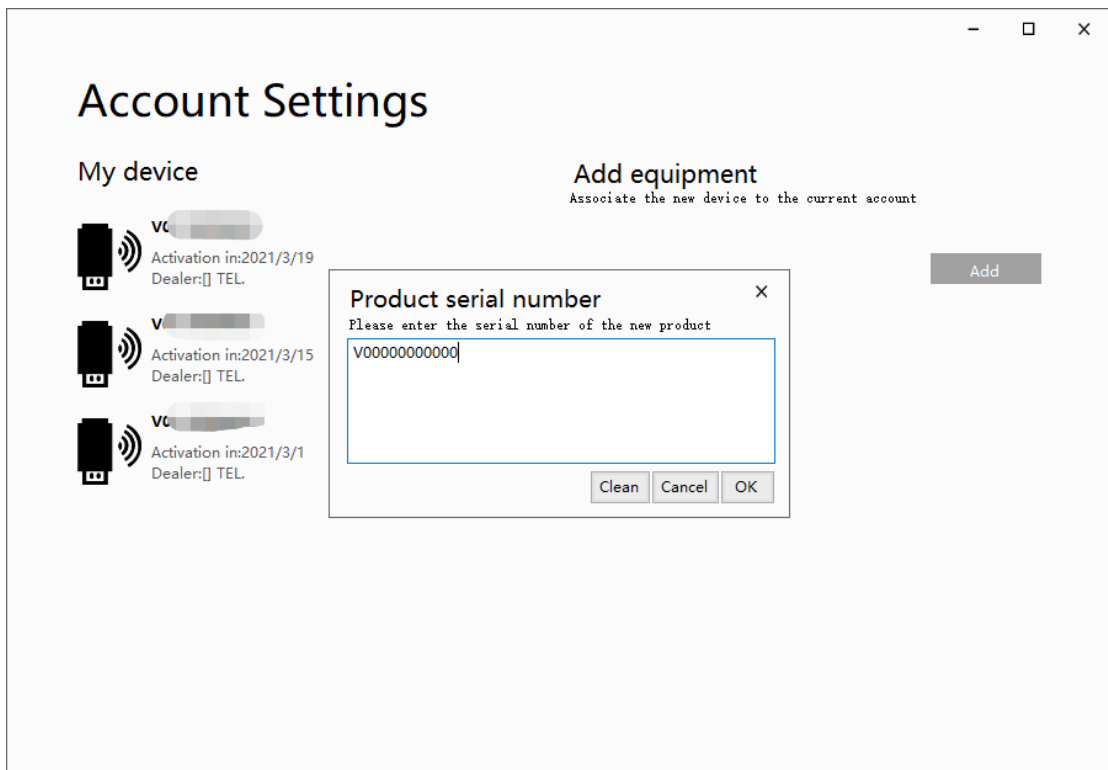 Account Settings
My device
Activation in:2021/3/19
Dealer:[] TEL.
Activation in:2021/3/15
Dealer:[] TEL.
Activation in:2021/3/1
Dealer:[] TEL.
Add equipment
Associate the new device to the current account
Add
Product serial number
Please enter the serial number of the new product
V00000000000
Clean Cancel OK